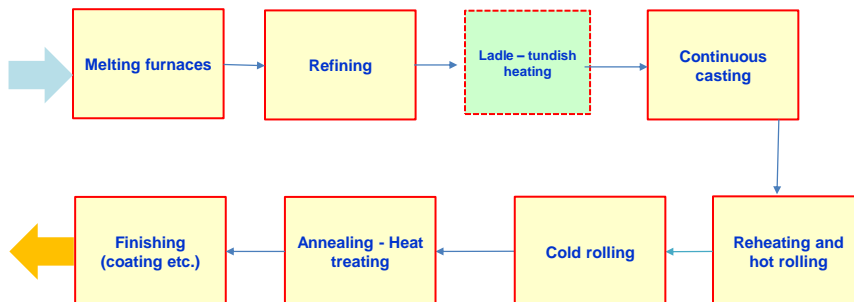 Melting furnaces
Refining
Ladle – tundish
heating
Continuous
casting
Finishing
(coating etc.)
Annealing - Heat
treating
Cold rolling
Reheating and
hot rolling